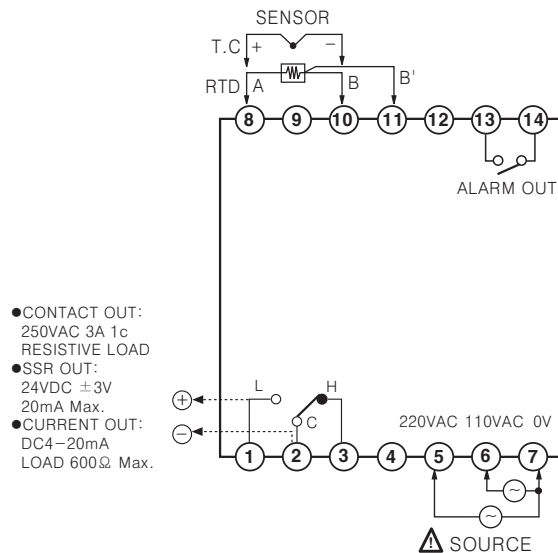 SENSOR
T.C + −
RTD A B B'
8 9 10 11 12 13 14
ALARM OUT
●CONTACT OUT:
250VAC 3A 1c
RESISTIVE LOAD
●SSR OUT:
24VDC ±3V
20mA Max.
●CURRENT OUT:
DC4−20mA
LOAD 600Ω Max.
+
−
L H
C
220VAC 110VAC 0V
1 2 3 4 5 6 7
~
~
⚠ SOURCE